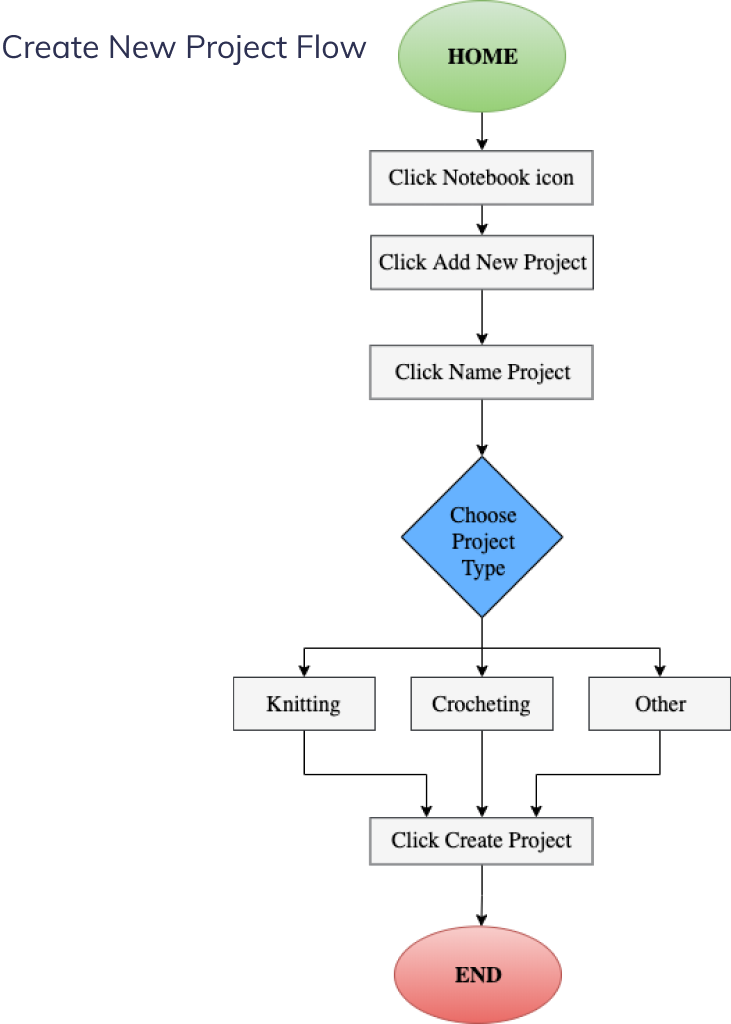 Create New Project Flow
HOME
Click Notebook icon
Click Add New Project
Click Name Project
Choose
Project
Type
Knitting
Crocheting
Other
Click Create Project
END